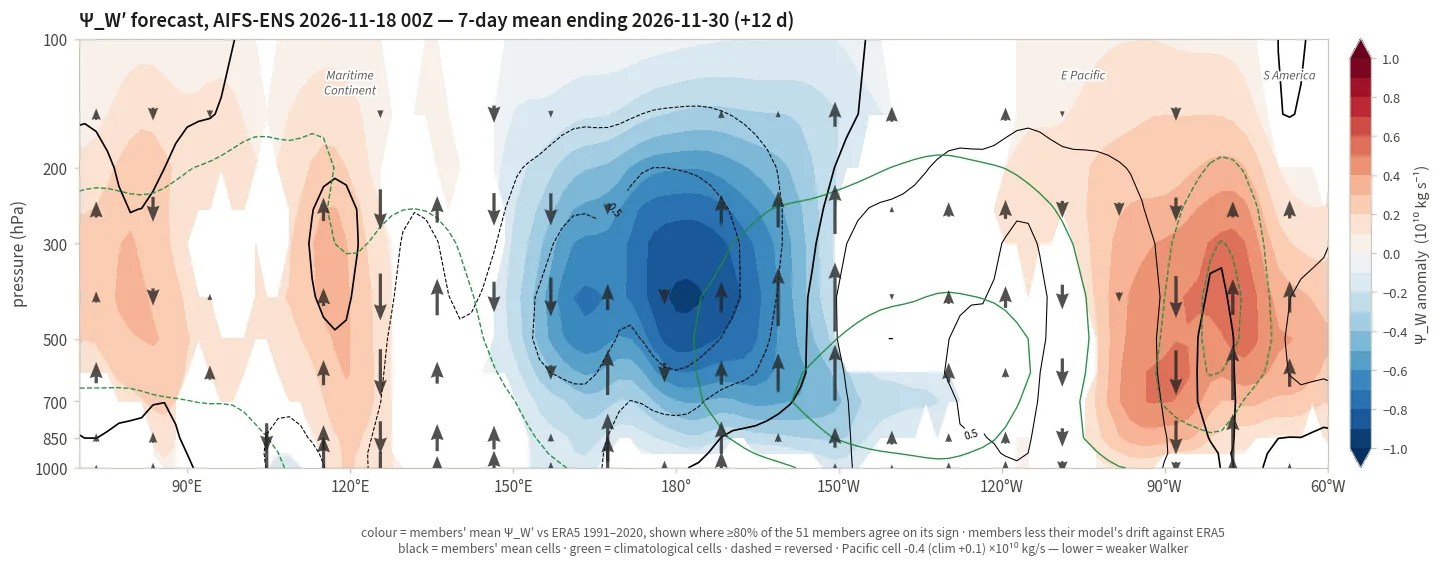 Ψ_W′ forecast, AIFS-ENS 2026-11-18 00Z — 7-day mean ending 2026-11-30 (+12 d)
100
200
300
400
500
700
850
1000
pressure (hPa)
Maritime
Continent
E Pacific
S America
0.5
0.5
90°E
120°E
150°E
180°
150°W
120°W
90°W
60°W
1.0
0.8
0.6
0.4
0.2
0.0
−0.2
−0.4
−0.6
−0.8
−1.0
Ψ_W anomaly (10¹⁰ kg s⁻¹)
colour = members' mean Ψ_W′ vs ERA5 1991–2020, shown where ≥80% of the 51 members agree on its sign · members less their model's drift against ERA5
black = members' mean cells · green = climatological cells · dashed = reversed · Pacific cell -0.4 (clim +0.1) ×10¹⁰ kg/s — lower = weaker Walker